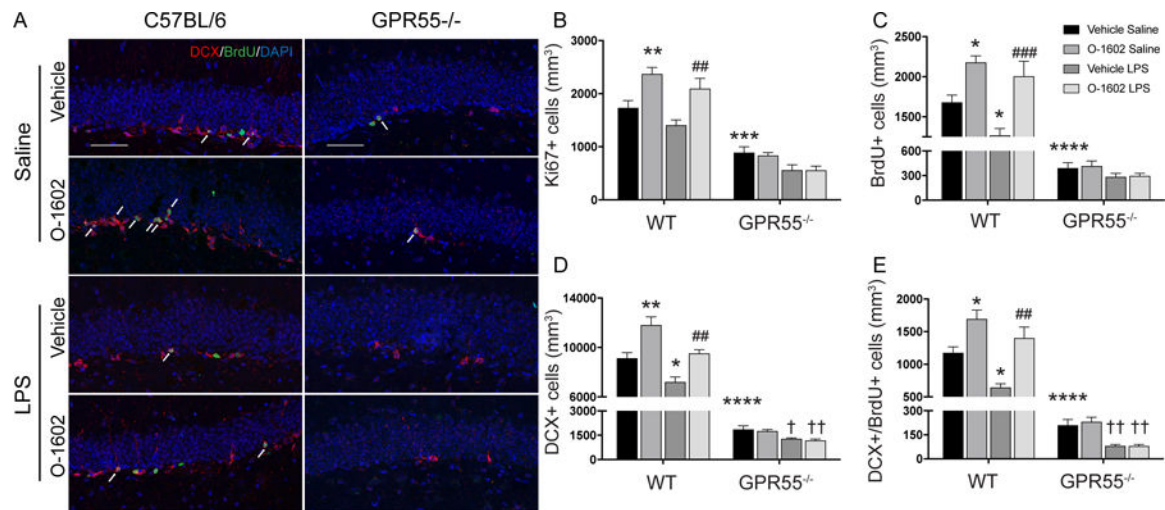 A
C57BL/6
GPR55-/-
DCX/BrdU/DAPI
Saline
Vehicle
O-1602
LPS
Vehicle
O-1602
B
Ki67+ cells (mm³)
3000
2000
1000
0
**
##
***
WT
GPR55-/-
C
BrdU+ cells (mm³)
2500
2000
1500
600
300
0
*
###
*
****
WT
GPR55-/-
Vehicle Saline
O-1602 Saline
Vehicle LPS
O-1602 LPS
D
DCX+ cells (mm³)
14000
10000
6000
3000
1500
0
**
##
*
****
†
††
WT
GPR55-/-
E
DCX+/BrdU+ cells (mm³)
2000
1500
1000
500
300
150
0
*
##
*
****
††
††
WT
GPR55-/-